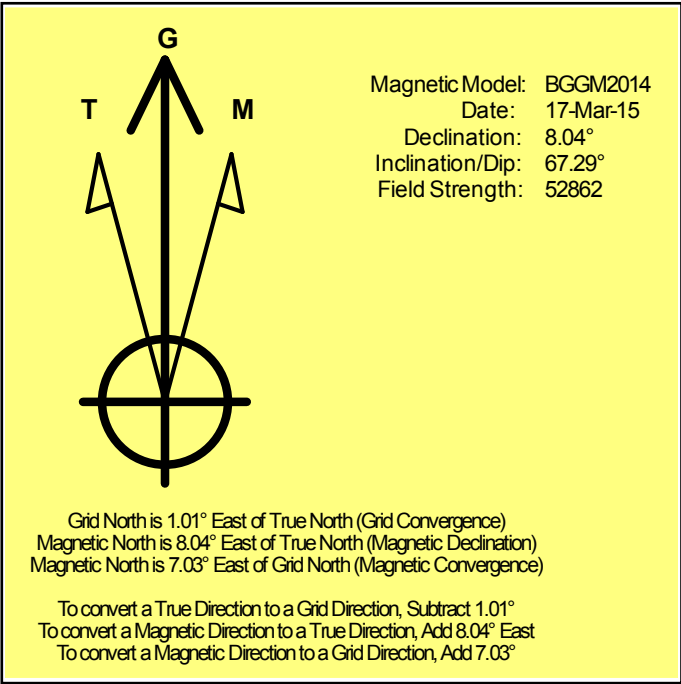 G
T
M
Magnetic Model: BGGM2014
Date: 17-Mar-15
Declination: 8.04°
Inclination/Dip: 67.29°
Field Strength: 52862
Grid North is 1.01° East of True North (Grid Convergence)
Magnetic North is 8.04° East of True North (Magnetic Declination)
Magnetic North is 7.03° East of Grid North (Magnetic Convergence)
To convert a True Direction to a Grid Direction, Subtract 1.01°
To convert a Magnetic Direction to a True Direction, Add 8.04° East
To convert a Magnetic Direction to a Grid Direction, Add 7.03°